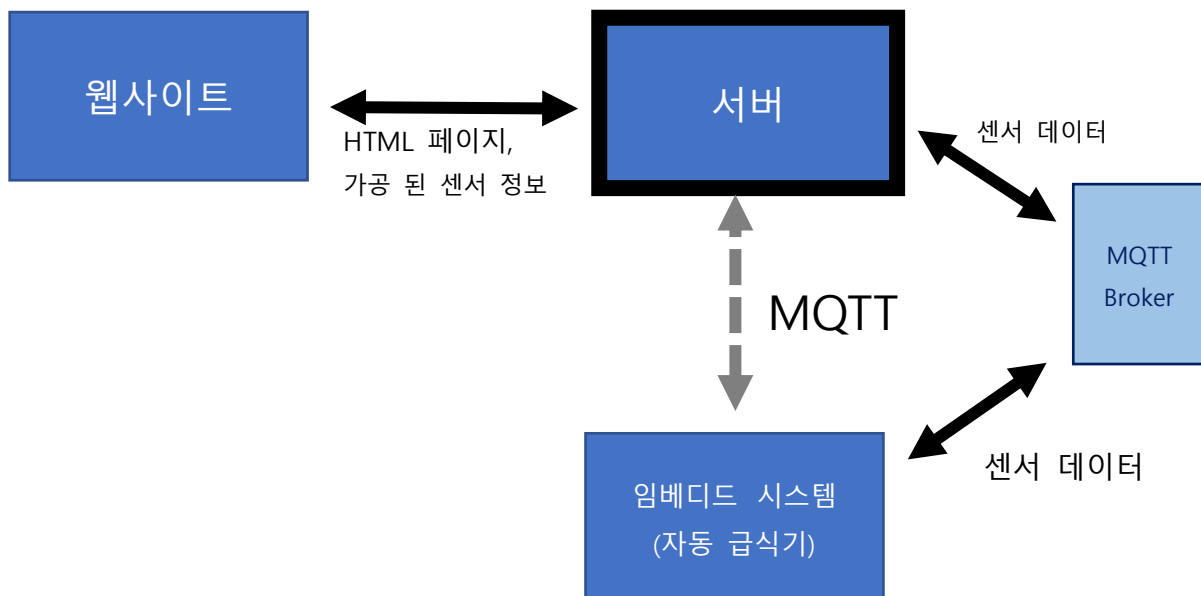 웹사이트
서버
HTML 페이지,
가공 된 센서 정보
센서 데이터
MQTT
Broker
MQTT
센서 데이터
임베디드 시스템
(자동 급식기)